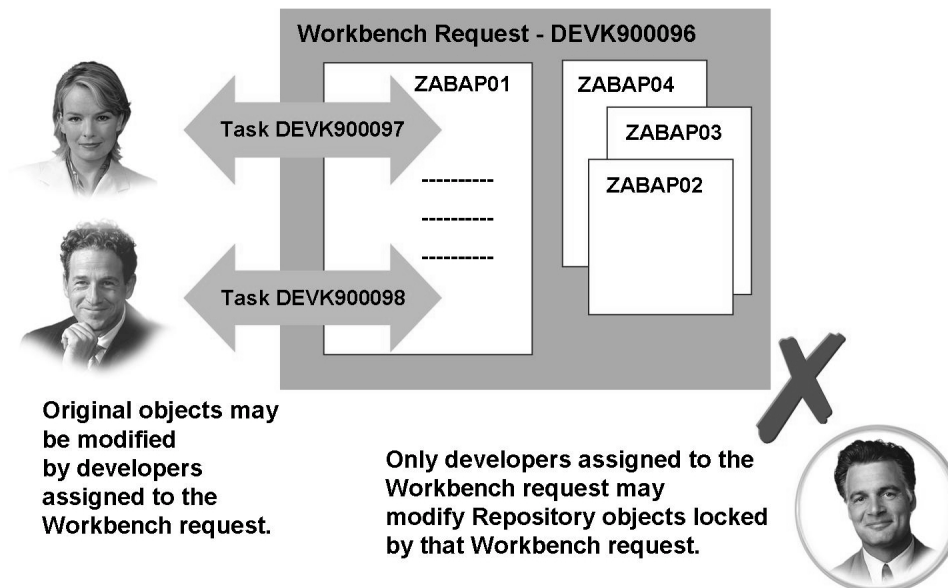 Workbench Request - DEVK900096
ZABAP01
ZABAP04
ZABAP03
ZABAP02
Task DEVK900097
----------
----------
----------
Task DEVK900098
Original objects may
be modified
by developers
assigned to the
Workbench request.
Only developers assigned to the
Workbench request may
modify Repository objects locked
by that Workbench request.